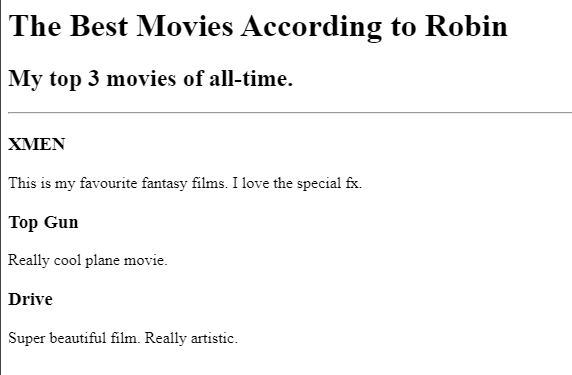 The Best Movies According to Robin
My top 3 movies of all-time.
XMEN
This is my favourite fantasy films. I love the special fx.
Top Gun
Really cool plane movie.
Drive
Super beautiful film. Really artistic.